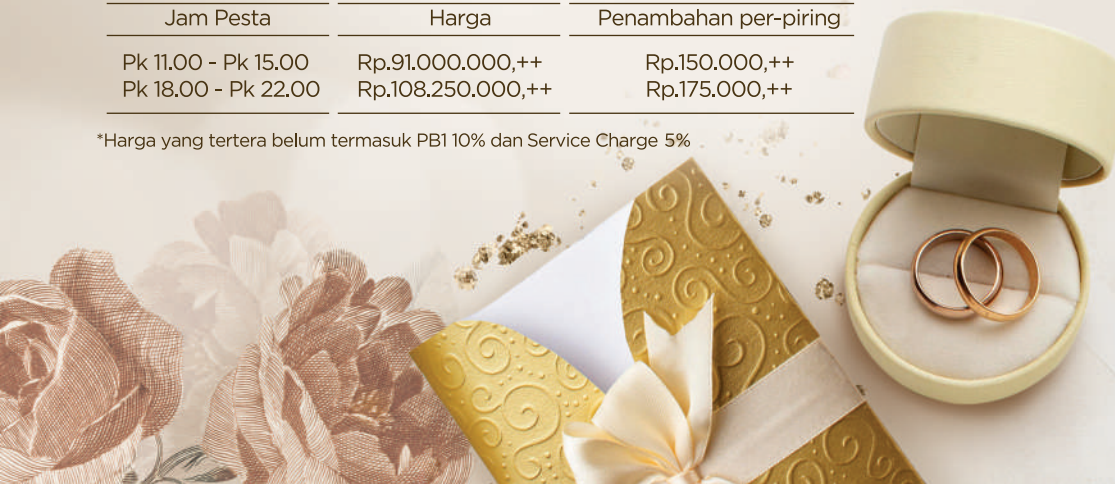 Jam Pesta Harga Penambahan per-piring
Pk 11.00 - Pk 15.00 Rp.91.000.000,++ Rp.150.000,++
Pk 18.00 - Pk 22.00 Rp.108.250.000,++ Rp.175.000,++
*Harga yang tertera belum termasuk PB1 10% dan Service Charge 5%